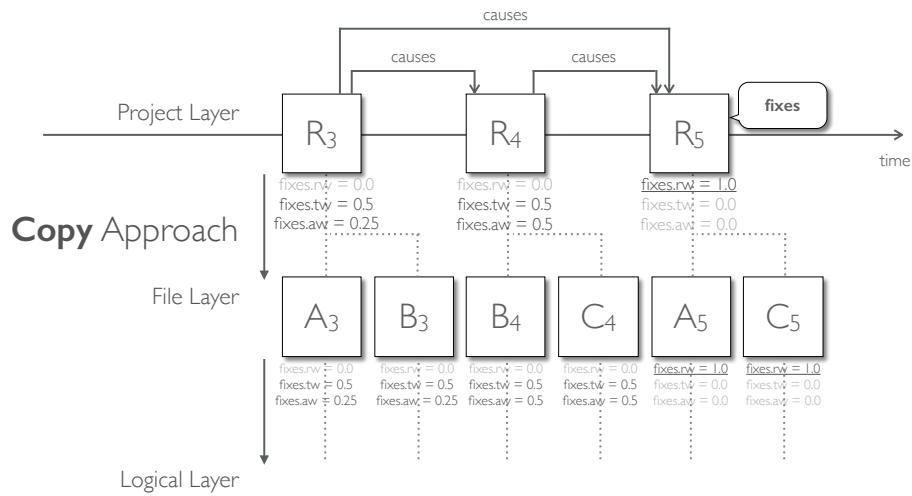 causes
causes
causes
Project Layer
R3
R4
R5
fixes
time
fixes.rw = 0.0
fixes.tw = 0.5
fixes.aw = 0.25
fixes.rw = 0.0
fixes.tw = 0.5
fixes.aw = 0.5
fixes.rw = 1.0
fixes.tw = 0.0
fixes.aw = 0.0
Copy Approach
File Layer
A3
B3
B4
C4
A5
C5
fixes.rw = 0.0
fixes.tw = 0.5
fixes.aw = 0.25
fixes.rw = 0.0
fixes.tw = 0.5
fixes.aw = 0.25
fixes.rw = 0.0
fixes.tw = 0.5
fixes.aw = 0.5
fixes.rw = 0.0
fixes.tw = 0.5
fixes.aw = 0.5
fixes.rw = 1.0
fixes.tw = 0.0
fixes.aw = 0.0
fixes.rw = 1.0
fixes.tw = 0.0
fixes.aw = 0.0
Logical Layer